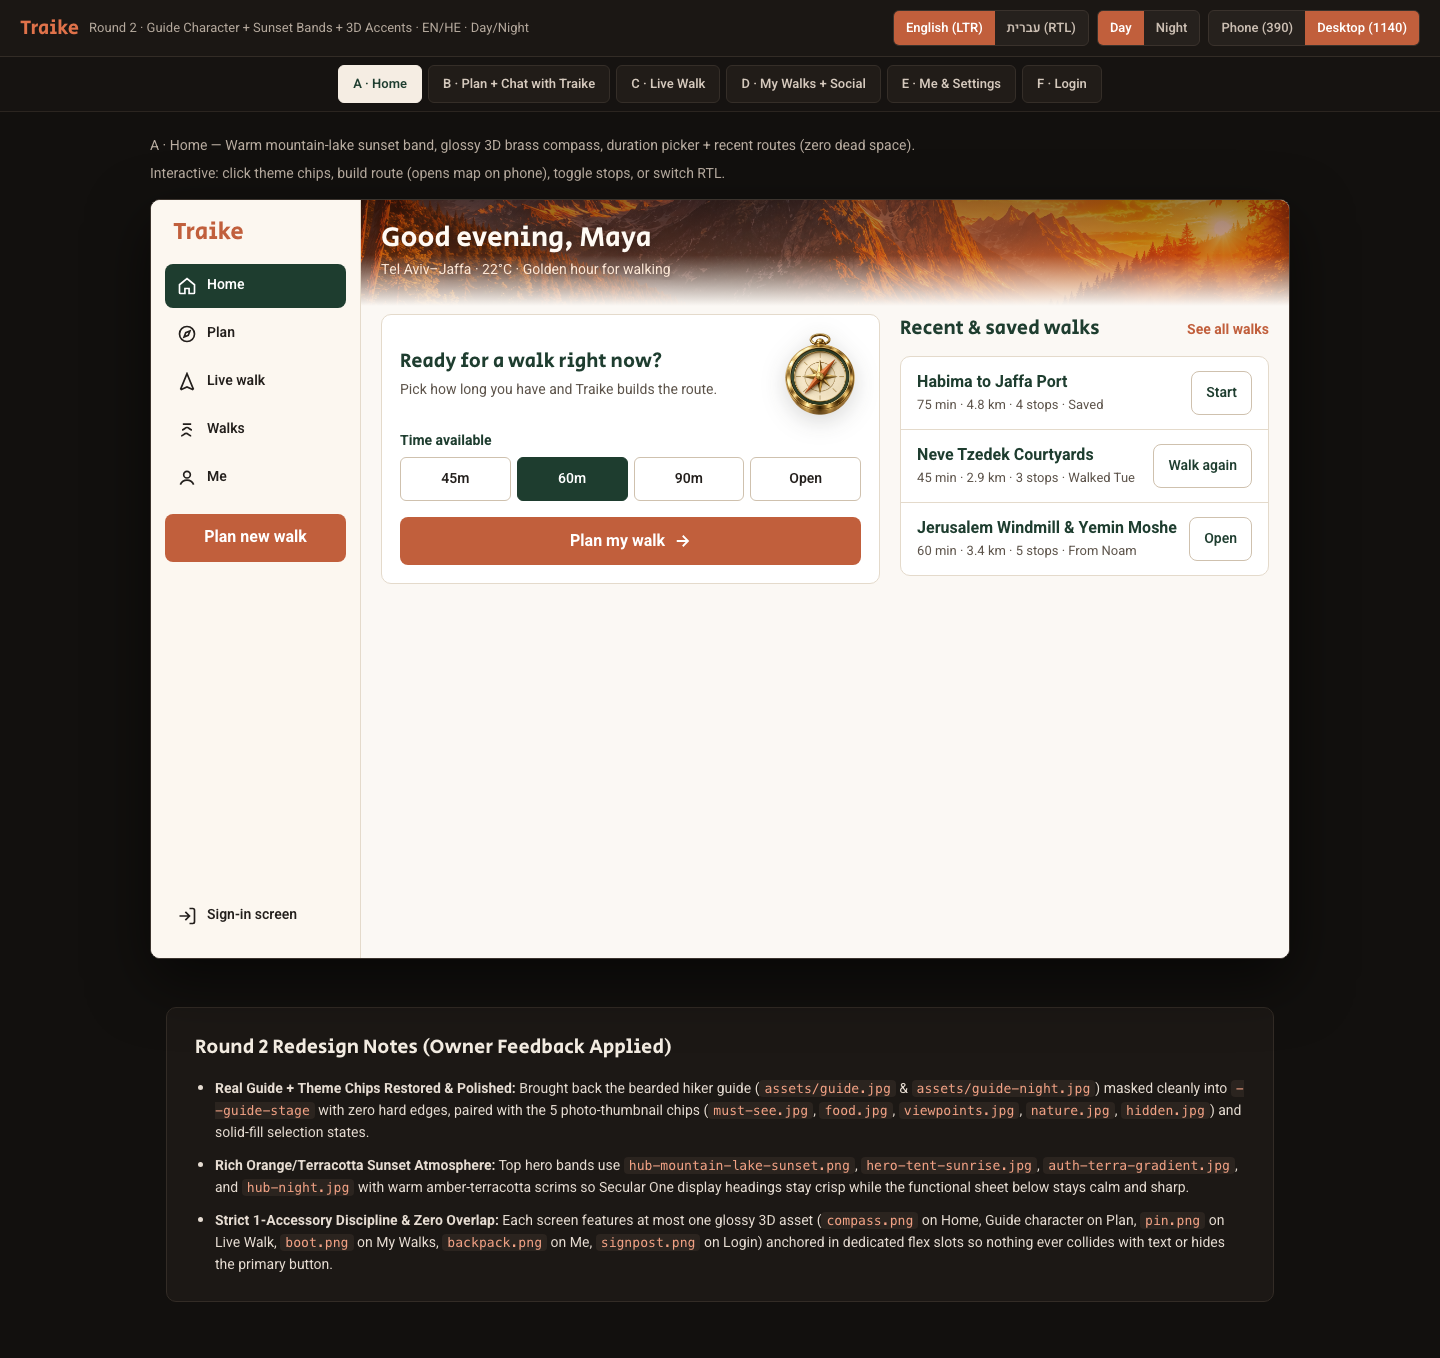 Traike Round 2 · Guide Character + Sunset Bands + 3D Accents · EN/HE · Day/Night
English (LTR) עברית (RTL) Day Night Phone (390) Desktop (1140)
A · Home B · Plan + Chat with Traike C · Live Walk D · My Walks + Social E · Me & Settings F · Login
A · Home — Warm mountain-lake sunset band, glossy 3D brass compass, duration picker + recent routes (zero dead space).
Interactive: click theme chips, build route (opens map on phone), toggle stops, or switch RTL.
Traike
Home
Plan
Live walk
Walks
Me
Plan new walk
Sign-in screen
Good evening, Maya
Tel Aviv–Jaffa · 22°C · Golden hour for walking
Ready for a walk right now?
Pick how long you have and Traike builds the route.
Time available
45m 60m 90m Open
Plan my walk →
Recent & saved walks See all walks
Habima to Jaffa Port
75 min · 4.8 km · 4 stops · Saved
Start
Neve Tzedek Courtyards
45 min · 2.9 km · 3 stops · Walked Tue
Walk again
Jerusalem Windmill & Yemin Moshe
60 min · 3.4 km · 5 stops · From Noam
Open
Round 2 Redesign Notes (Owner Feedback Applied)
• Real Guide + Theme Chips Restored & Polished: Brought back the bearded hiker guide ( assets/guide.jpg & assets/guide-night.jpg ) masked cleanly into -
-guide-stage with zero hard edges, paired with the 5 photo-thumbnail chips ( must-see.jpg , food.jpg , viewpoints.jpg , nature.jpg , hidden.jpg ) and
solid-fill selection states.
• Rich Orange/Terracotta Sunset Atmosphere: Top hero bands use hub-mountain-lake-sunset.png , hero-tent-sunrise.jpg , auth-terra-gradient.jpg ,
and hub-night.jpg with warm amber-terracotta scrims so Secular One display headings stay crisp while the functional sheet below stays calm and sharp.
• Strict 1-Accessory Discipline & Zero Overlap: Each screen features at most one glossy 3D asset ( compass.png on Home, Guide character on Plan, pin.png on
Live Walk, boot.png on My Walks, backpack.png on Me, signpost.png on Login) anchored in dedicated flex slots so nothing ever collides with text or hides
the primary button.